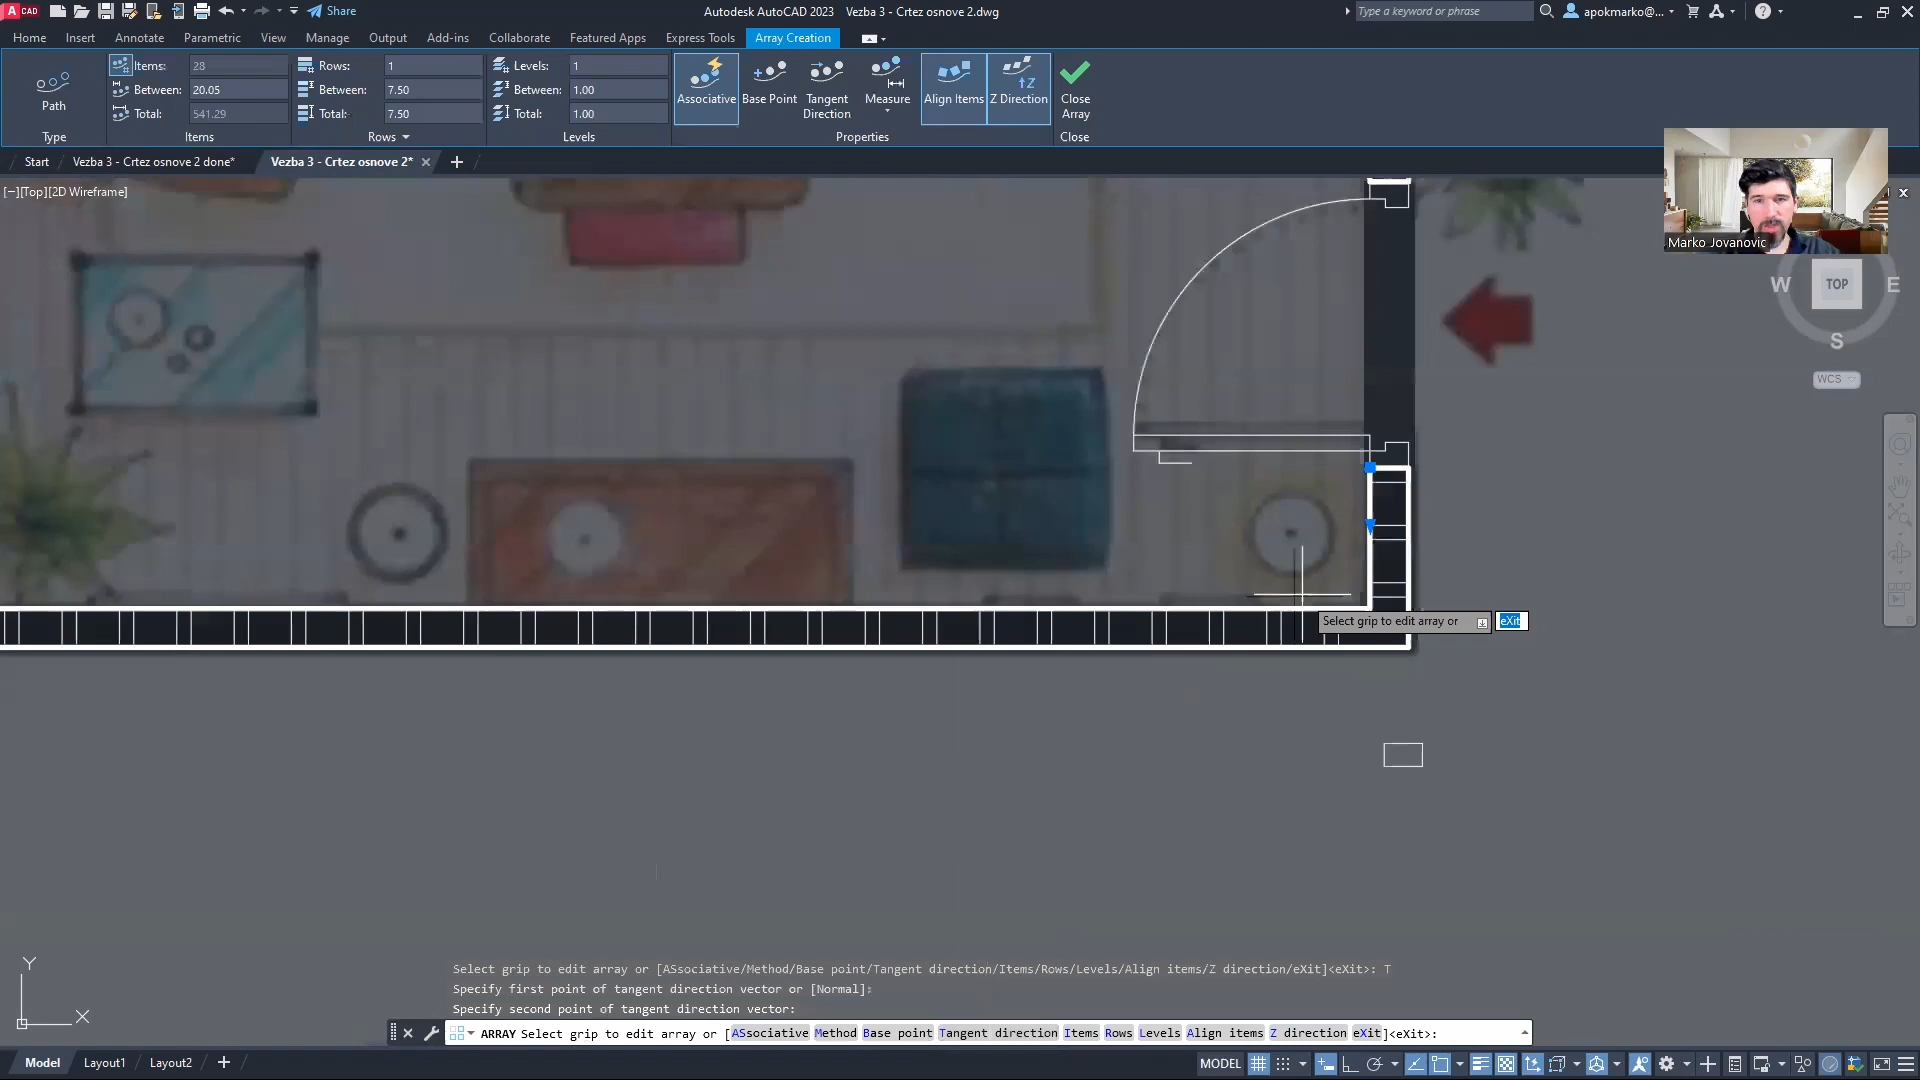 A CAD
Share
Autodesk AutoCAD 2023 Vezba 3 - Crtez osnove 2.dwg
Type a keyword or phrase
apokmarko@...
Home Insert Annotate Parametric View Manage Output Add-ins Collaborate Featured Apps Express Tools Array Creation
Items: 28
Between: 20.05
Total: 541.29
Rows: 1
Between: 7.50
Total: 7.50
Levels: 1
Between: 1.00
Total: 1.00
Path
Associative Base Point Tangent Direction Measure Align Items Z Direction Close Array
Type Items Rows Levels Properties Close
Start Vezba 3 - Crtez osnove 2 done* Vezba 3 - Crtez osnove 2*
[−][Top][2D Wireframe]
Marko Jovanovic
W TOP E
S
WCS
Select grip to edit array or eXit
Y
X
Select grip to edit array or [ASsociative/Method/Base point/Tangent direction/Items/Rows/Levels/Align items/Z direction/eXit]<eXit>: T
Specify first point of tangent direction vector or [Normal]:
Specify second point of tangent direction vector:
ARRAY Select grip to edit array or [ASsociative Method Base point Tangent direction Items Rows Levels Align items Z direction eXit]<eXit>:
Model Layout1 Layout2 +
MODEL